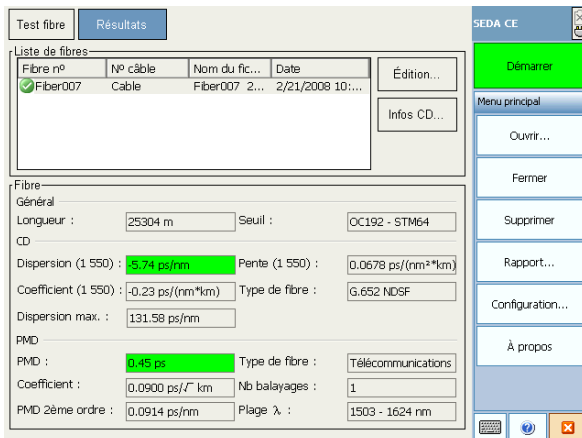 Test fibre Résultats
SEDA CE
Liste de fibres
Fibre nº Nº câble Nom du fic... Date
Fiber007 Cable Fiber007 2... 2/21/2008 10:...
Édition...
Infos CD...
Démarrer
Menu principal
Ouvrir...
Fermer
Supprimer
Rapport...
Configuration...
À propos
Fibre
Général
Longueur : 25304 m Seuil : OC192 - STM64
CD
Dispersion (1 550) : -5.74 ps/nm Pente (1 550) : 0.0678 ps/(nm²*km)
Coefficient (1 550) : -0.23 ps/(nm*km) Type de fibre : G.652 NDSF
Dispersion max. : 131.58 ps/nm
PMD
PMD : 0.45 ps Type de fibre : Télécommunications
Coefficient : 0.0900 ps/√ km Nb balayages : 1
PMD 2ème ordre : 0.0914 ps/nm Plage λ : 1503 - 1624 nm